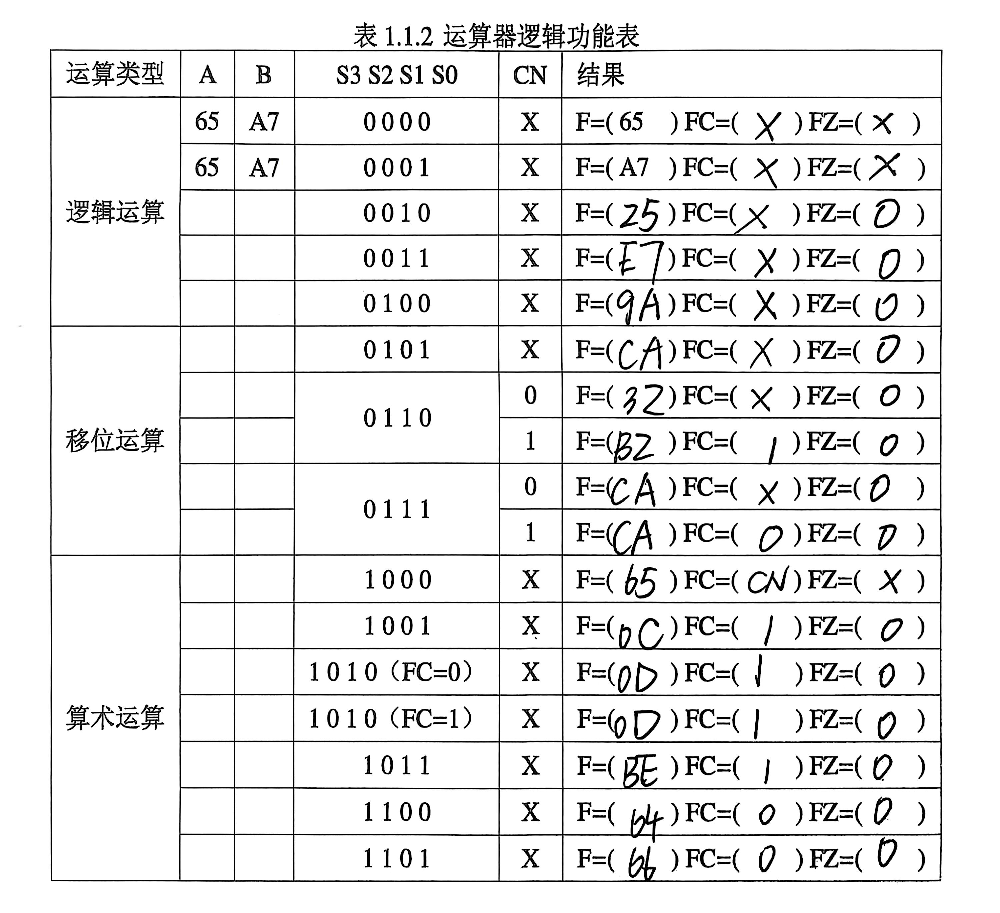 表 1.1.2 运算器逻辑功能表
运算类型 A B S3 S2 S1 S0 CN 结果
逻辑运算 65 A7 0 0 0 0 X F=( 65 ) FC=( X ) FZ=( X )
65 A7 0 0 0 1 X F=( A7 ) FC=( X ) FZ=( X )
0 0 1 0 X F=( 25 ) FC=( X ) FZ=( 0 )
0 0 1 1 X F=( E7 ) FC=( X ) FZ=( 0 )
0 1 0 0 X F=( 9A ) FC=( X ) FZ=( 0 )
移位运算 0 1 0 1 X F=( CA ) FC=( X ) FZ=( 0 )
0 1 1 0 0 F=( 32 ) FC=( X ) FZ=( 0 )
1 F=( B2 ) FC=( 1 ) FZ=( 0 )
0 1 1 1 0 F=( CA ) FC=( X ) FZ=( 0 )
1 F=( CA ) FC=( 0 ) FZ=( 0 )
算术运算 1 0 0 0 X F=( 65 ) FC=( CN ) FZ=( X )
1 0 0 1 X F=( 0C ) FC=( 1 ) FZ=( 0 )
1 0 1 0（FC=0） X F=( 0D ) FC=( 1 ) FZ=( 0 )
1 0 1 0（FC=1） X F=( 0D ) FC=( 1 ) FZ=( 0 )
1 0 1 1 X F=( BE ) FC=( 1 ) FZ=( 0 )
1 1 0 0 X F=( 64 ) FC=( 0 ) FZ=( 0 )
1 1 0 1 X F=( 66 ) FC=( 0 ) FZ=( 0 )